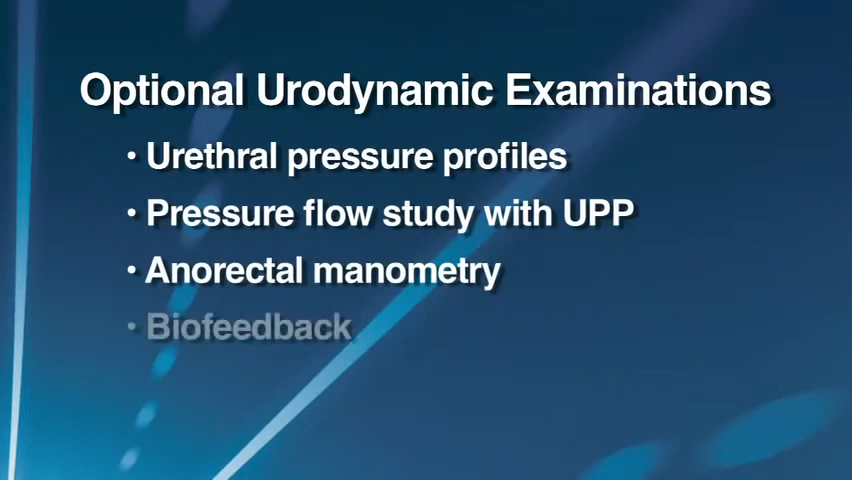 Optional Urodynamic Examinations
• Urethral pressure profiles
• Pressure flow study with UPP
• Anorectal manometry
• Biofeedback